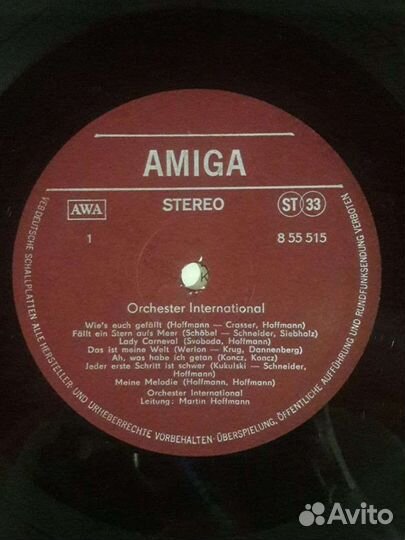 AMIGA
AWA
STEREO
ST 33
1
8 55 515
Orchester International
Wie's euch gefällt (Hoffmann — Crasser, Hoffmann)
Fällt ein Stern aufs Meer (Schöbel — Schneider, Siebholz)
Lady Carneval (Svoboda, Hoffmann)
Das ist meine Welt (Werion — Krug, Dannenberg)
Ah, was habe ich getan (Koncz, Koncz)
Jeder erste Schritt ist schwer (Kukulski — Schneider,
Hoffmann)
Meine Melodie (Hoffmann, Hoffmann)
Orchester International
Leitung: Martin Hoffmann
VEB DEUTSCHE SCHALLPLATTEN ALLE HERSTELLER- UND URHEBERRECHTE VORBEHALTEN · ÜBERSPIELUNG, ÖFFENTLICHE AUFFÜHRUNG UND RUNDFUNKSENDUNG VERBOTEN
Avito